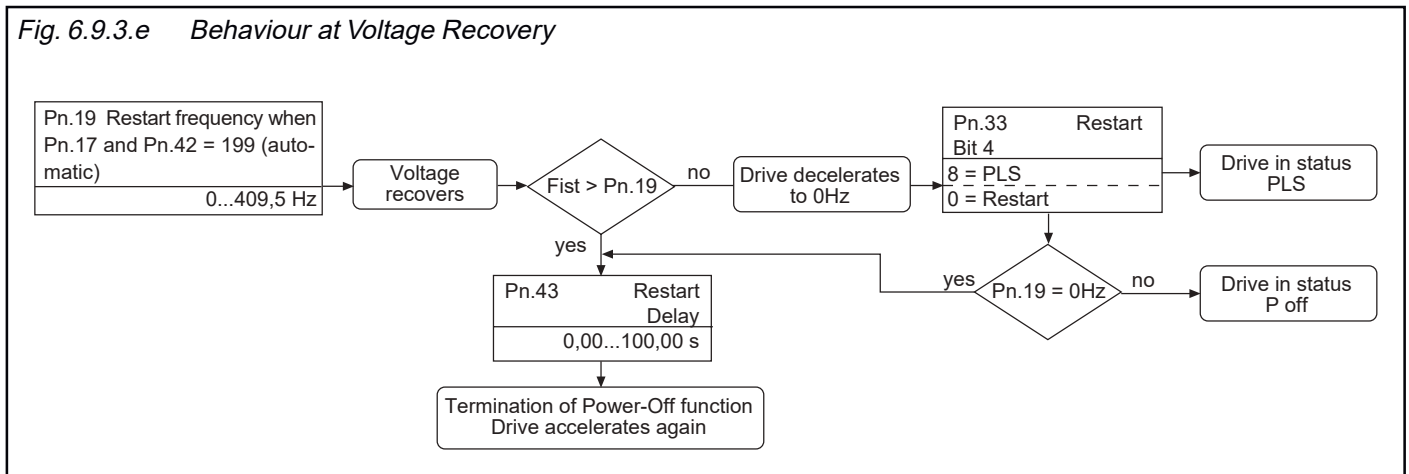 Fig. 6.9.3.e Behaviour at Voltage Recovery
Pn.19 Restart frequency when
Pn.17 and Pn.42 = 199 (auto-
matic)
0...409,5 Hz
Voltage
recovers
Fist > Pn.19
no
yes
Drive decelerates
to 0Hz
Pn.33 Restart
Bit 4
8 = PLS
0 = Restart
Drive in status
PLS
Pn.19 = 0Hz
yes
no
Drive in status
P off
Pn.43 Restart
Delay
0,00...100,00 s
Termination of Power-Off function
Drive accelerates again